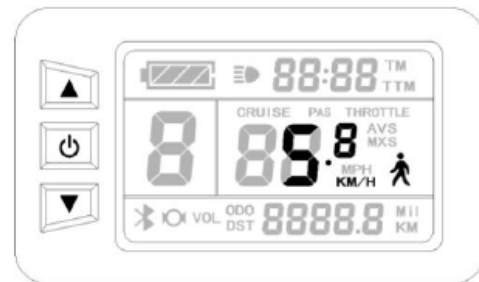 88:88 TM
TTM
CRUISE PAS THROTTLE
8 885.8 AVS
MXS
MPH
KM/H
VOL ODO 8888.8 Mil
DST KM